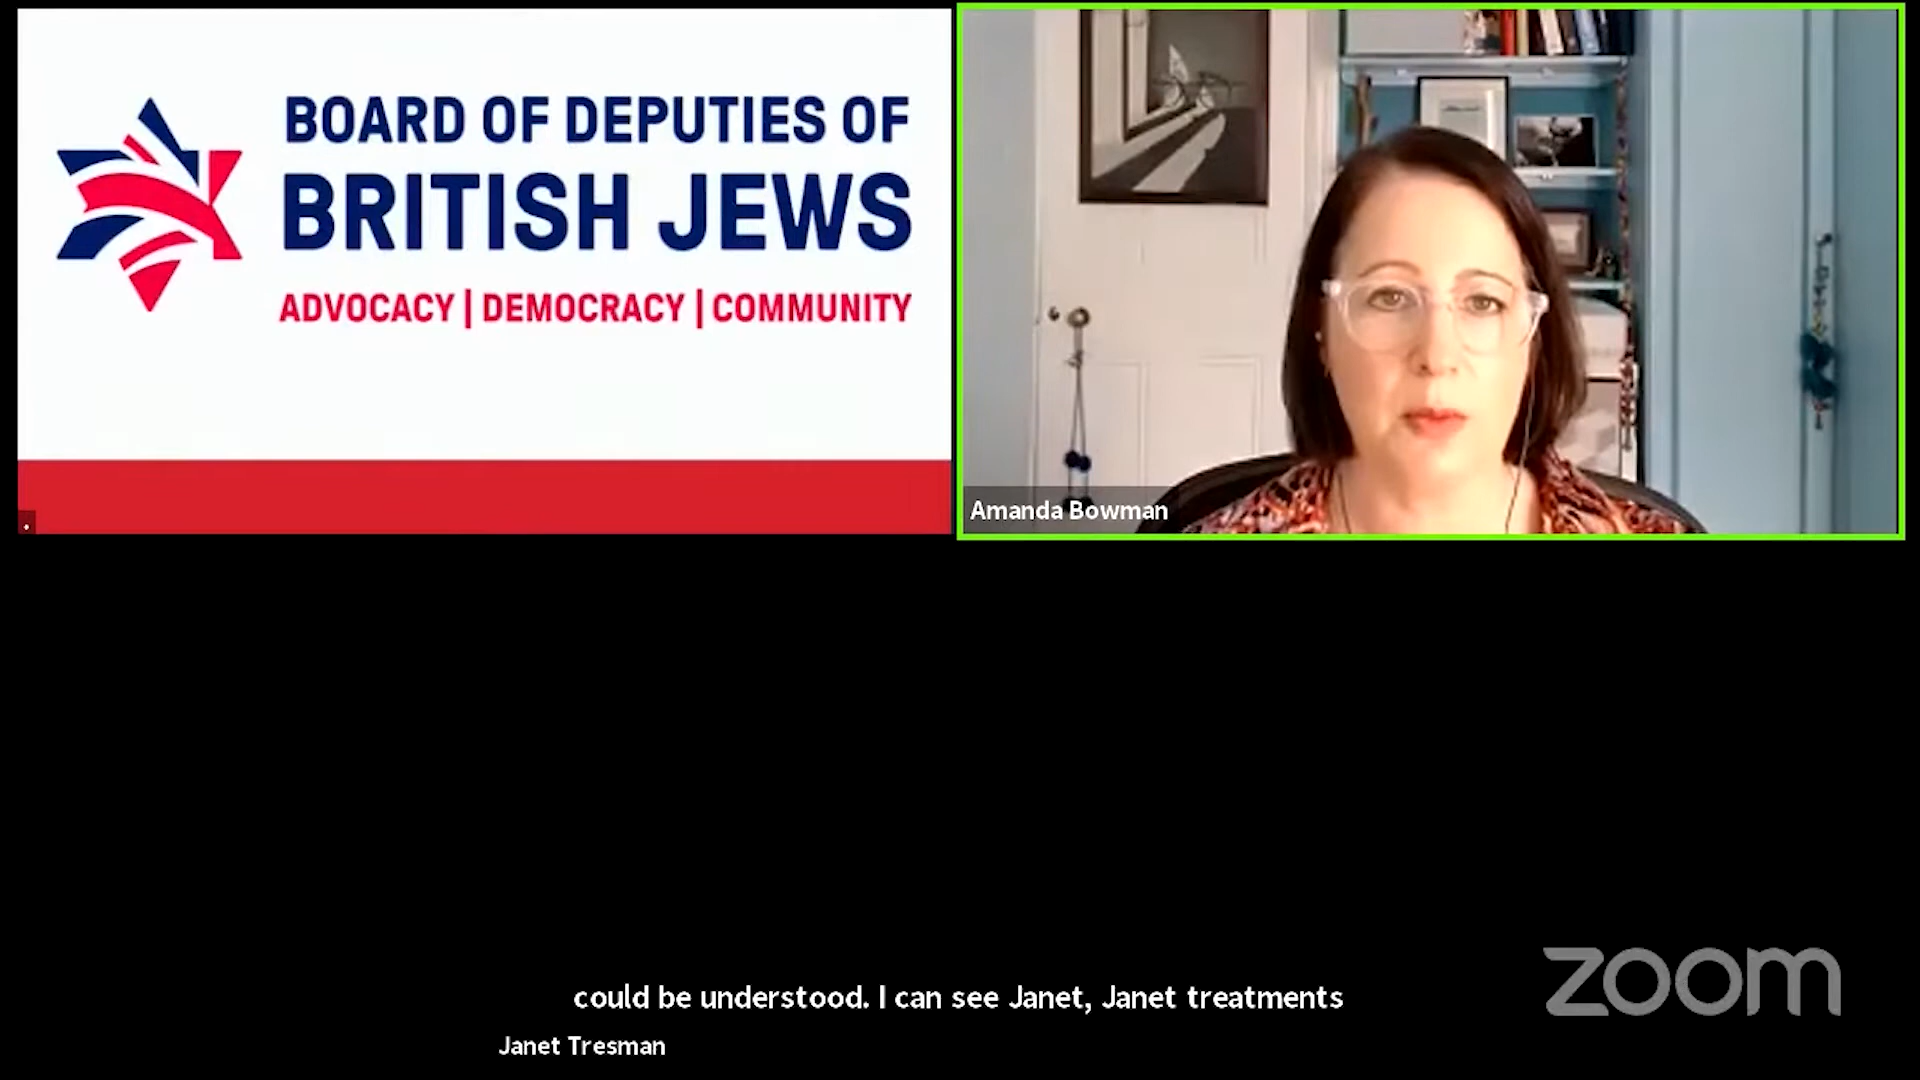 BOARD OF DEPUTIES OF
BRITISH JEWS
ADVOCACY | DEMOCRACY | COMMUNITY
Amanda Bowman
could be understood. I can see Janet, Janet treatments
Janet Tresman
zoom